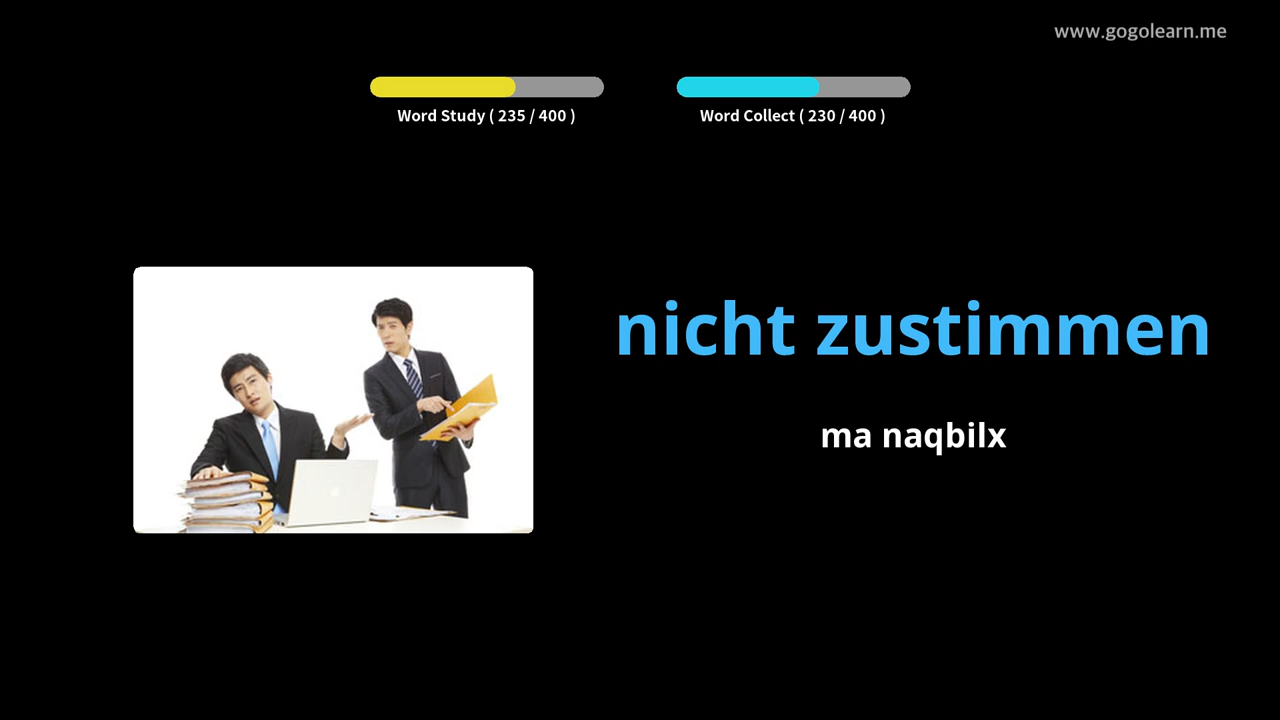 www.gogolearn.me
Word Study ( 235 / 400 )
Word Collect ( 230 / 400 )
nicht zustimmen
ma naqbilx